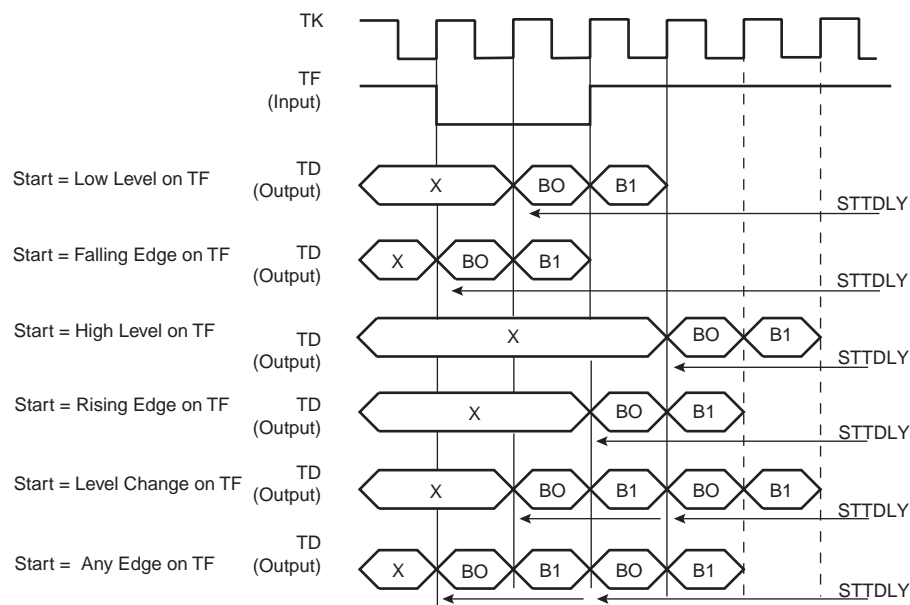 TK
TF
(Input)
Start = Low Level on TF
TD
(Output)
X
BO
B1
STTDLY
Start = Falling Edge on TF
TD
(Output)
X
BO
B1
STTDLY
Start = High Level on TF
TD
(Output)
X
BO
B1
STTDLY
Start = Rising Edge on TF
TD
(Output)
X
BO
B1
STTDLY
Start = Level Change on TF
TD
(Output)
X
BO
B1
BO
B1
STTDLY
Start = Any Edge on TF
TD
(Output)
X
BO
B1
BO
B1
STTDLY